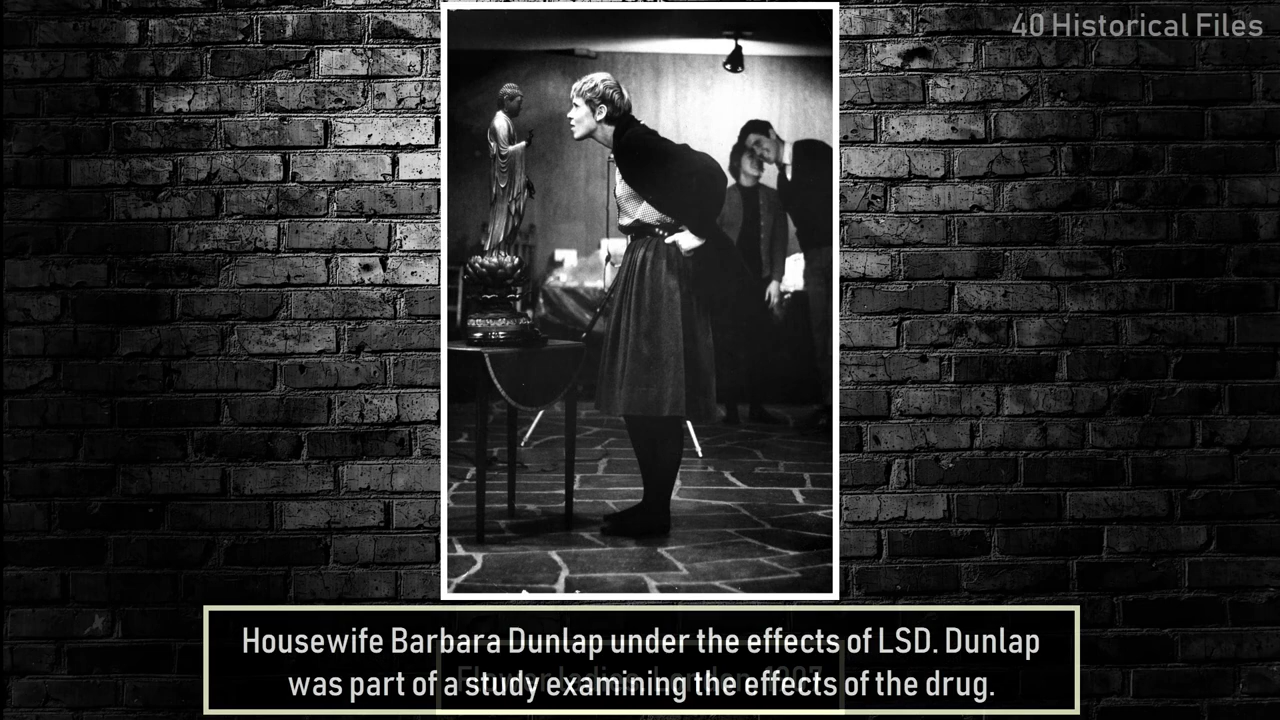 40 Historical Files
Housewife Barbara Dunlap under the effects of LSD. Dunlap
was part of a study examining the effects of the drug.